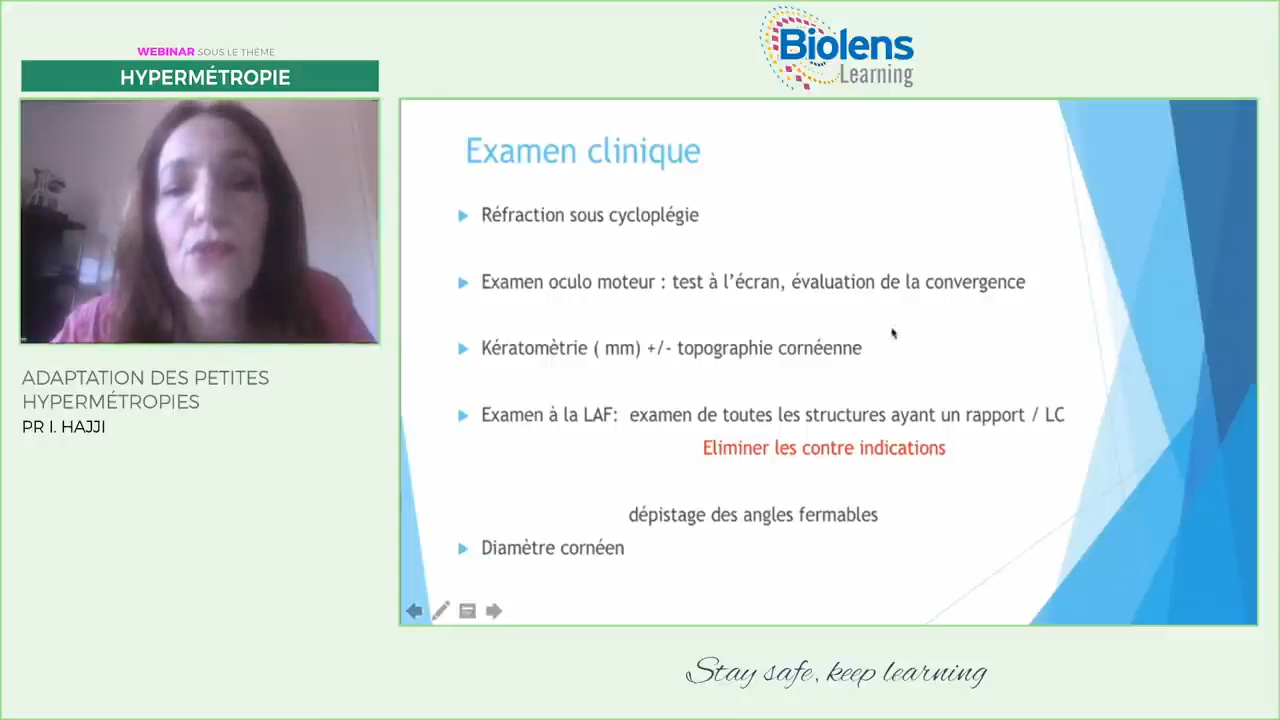 WEBINAR SOUS LE THÈME
HYPERMÉTROPIE
Biolens
Learning
ADAPTATION DES PETITES
HYPERMÉTROPIES
PR I. HAJJI
Examen clinique
Réfraction sous cycloplégie
Examen oculo moteur : test à l'écran, évaluation de la convergence
Kératomètrie ( mm) +/- topographie cornéenne
Examen à la LAF:  examen de toutes les structures ayant un rapport / LC
Eliminer les contre indications
dépistage des angles fermables
Diamètre cornéen
Stay safe, keep learning